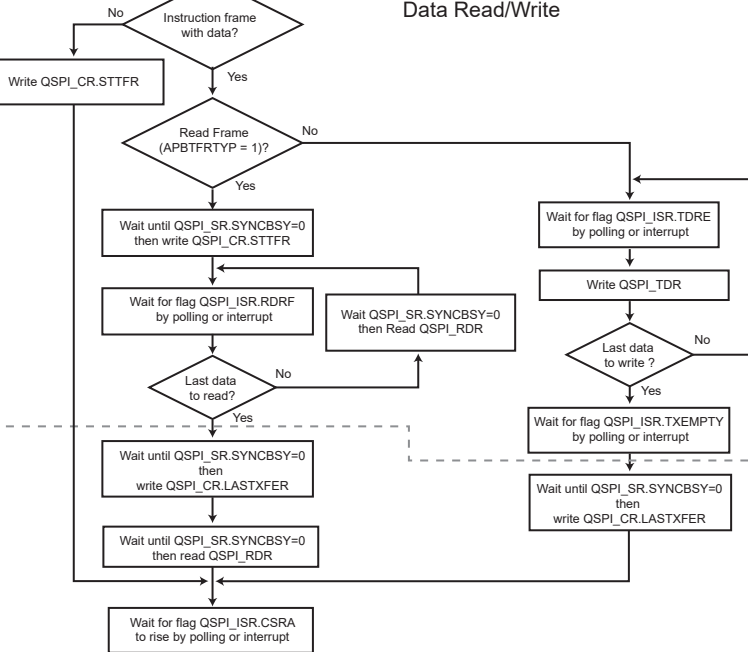 Data Read/Write
No
Instruction frame
with data?
Write QSPI_CR.STTFR
Yes
Read Frame
(APBTFRTYP = 1)?
No
Yes
Wait until QSPI_SR.SYNCBSY=0
then write QSPI_CR.STTFR
Wait for flag QSPI_ISR.TDRE
by polling or interrupt
Write QSPI_TDR
Wait for flag QSPI_ISR.RDRF
by polling or interrupt
Wait QSPI_SR.SYNCBSY=0
then Read QSPI_RDR
Last data
to write ?
No
Yes
Last data
to read?
No
Yes
Wait for flag QSPI_ISR.TXEMPTY
by polling or interrupt
Wait until QSPI_SR.SYNCBSY=0
then
write QSPI_CR.LASTXFER
Wait until QSPI_SR.SYNCBSY=0
then
write QSPI_CR.LASTXFER
Wait until QSPI_SR.SYNCBSY=0
then read QSPI_RDR
Wait for flag QSPI_ISR.CSRA
to rise by polling or interrupt